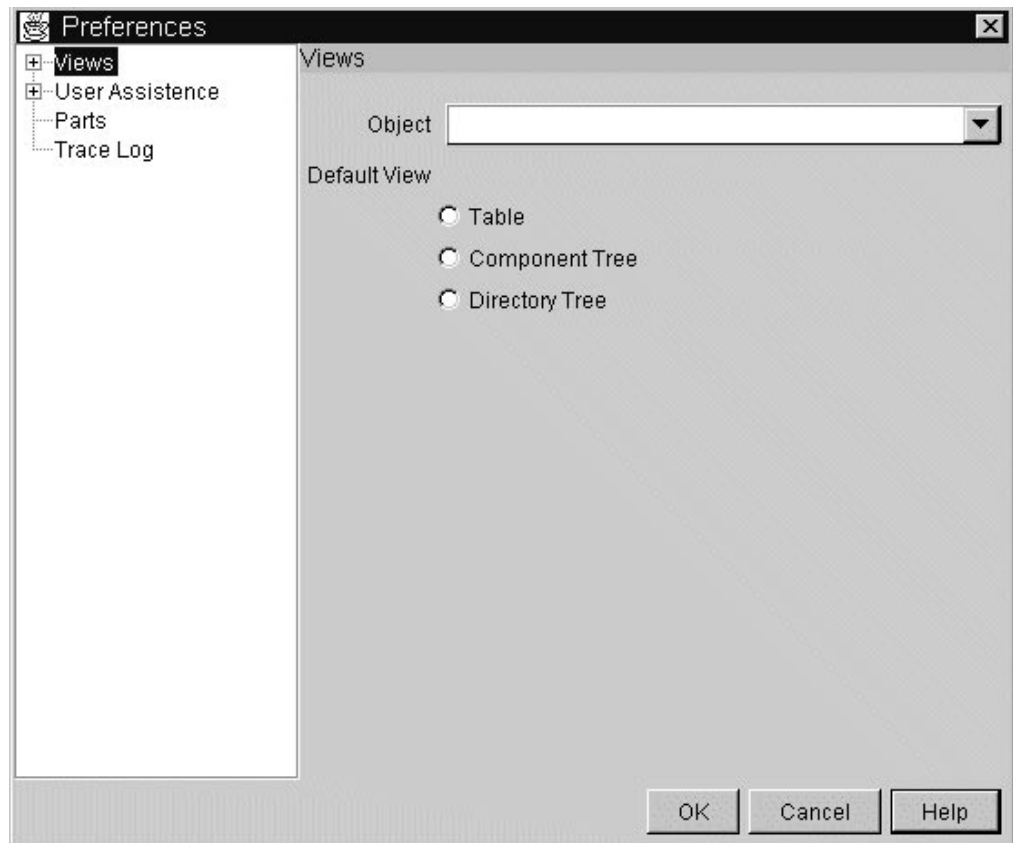 Preferences
Views
User Assistence
Parts
Trace Log
Views
Object
Default View
Table
Component Tree
Directory Tree
OK
Cancel
Help